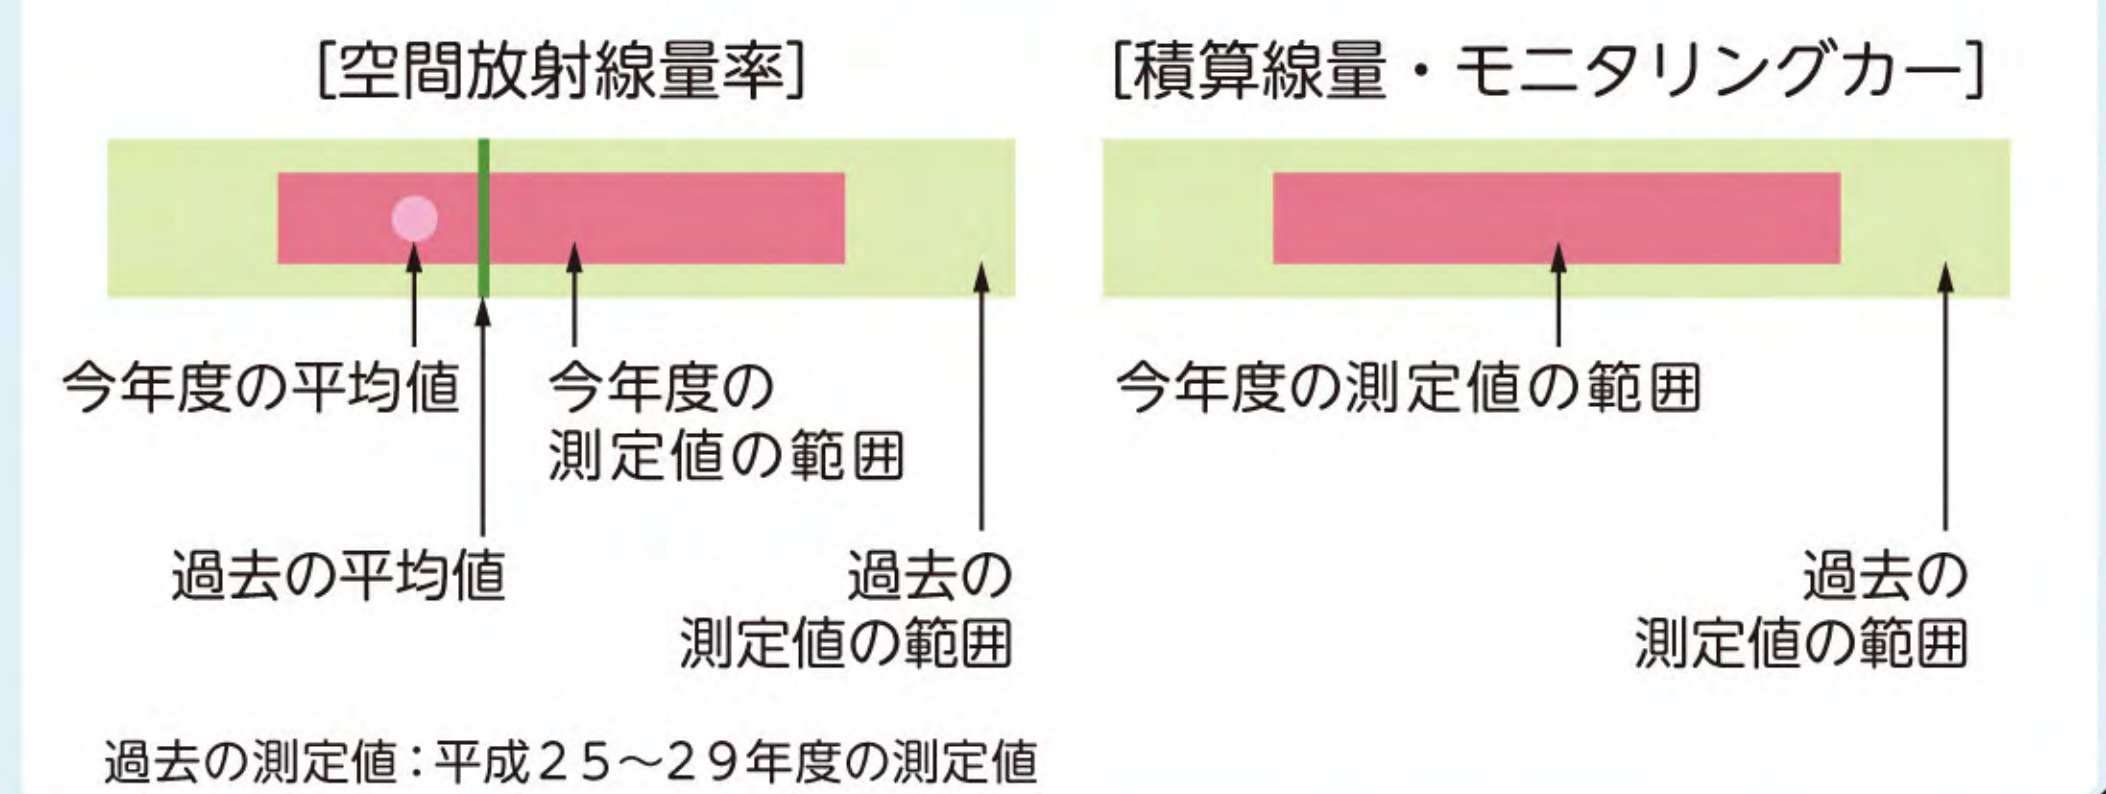 [空間放射線量率]
今年度の平均値
今年度の
測定値の範囲
過去の平均値
過去の
測定値の範囲
[積算線量・モニタリングカー]
今年度の測定値の範囲
過去の
測定値の範囲
過去の測定値：平成２５～２９年度の測定値